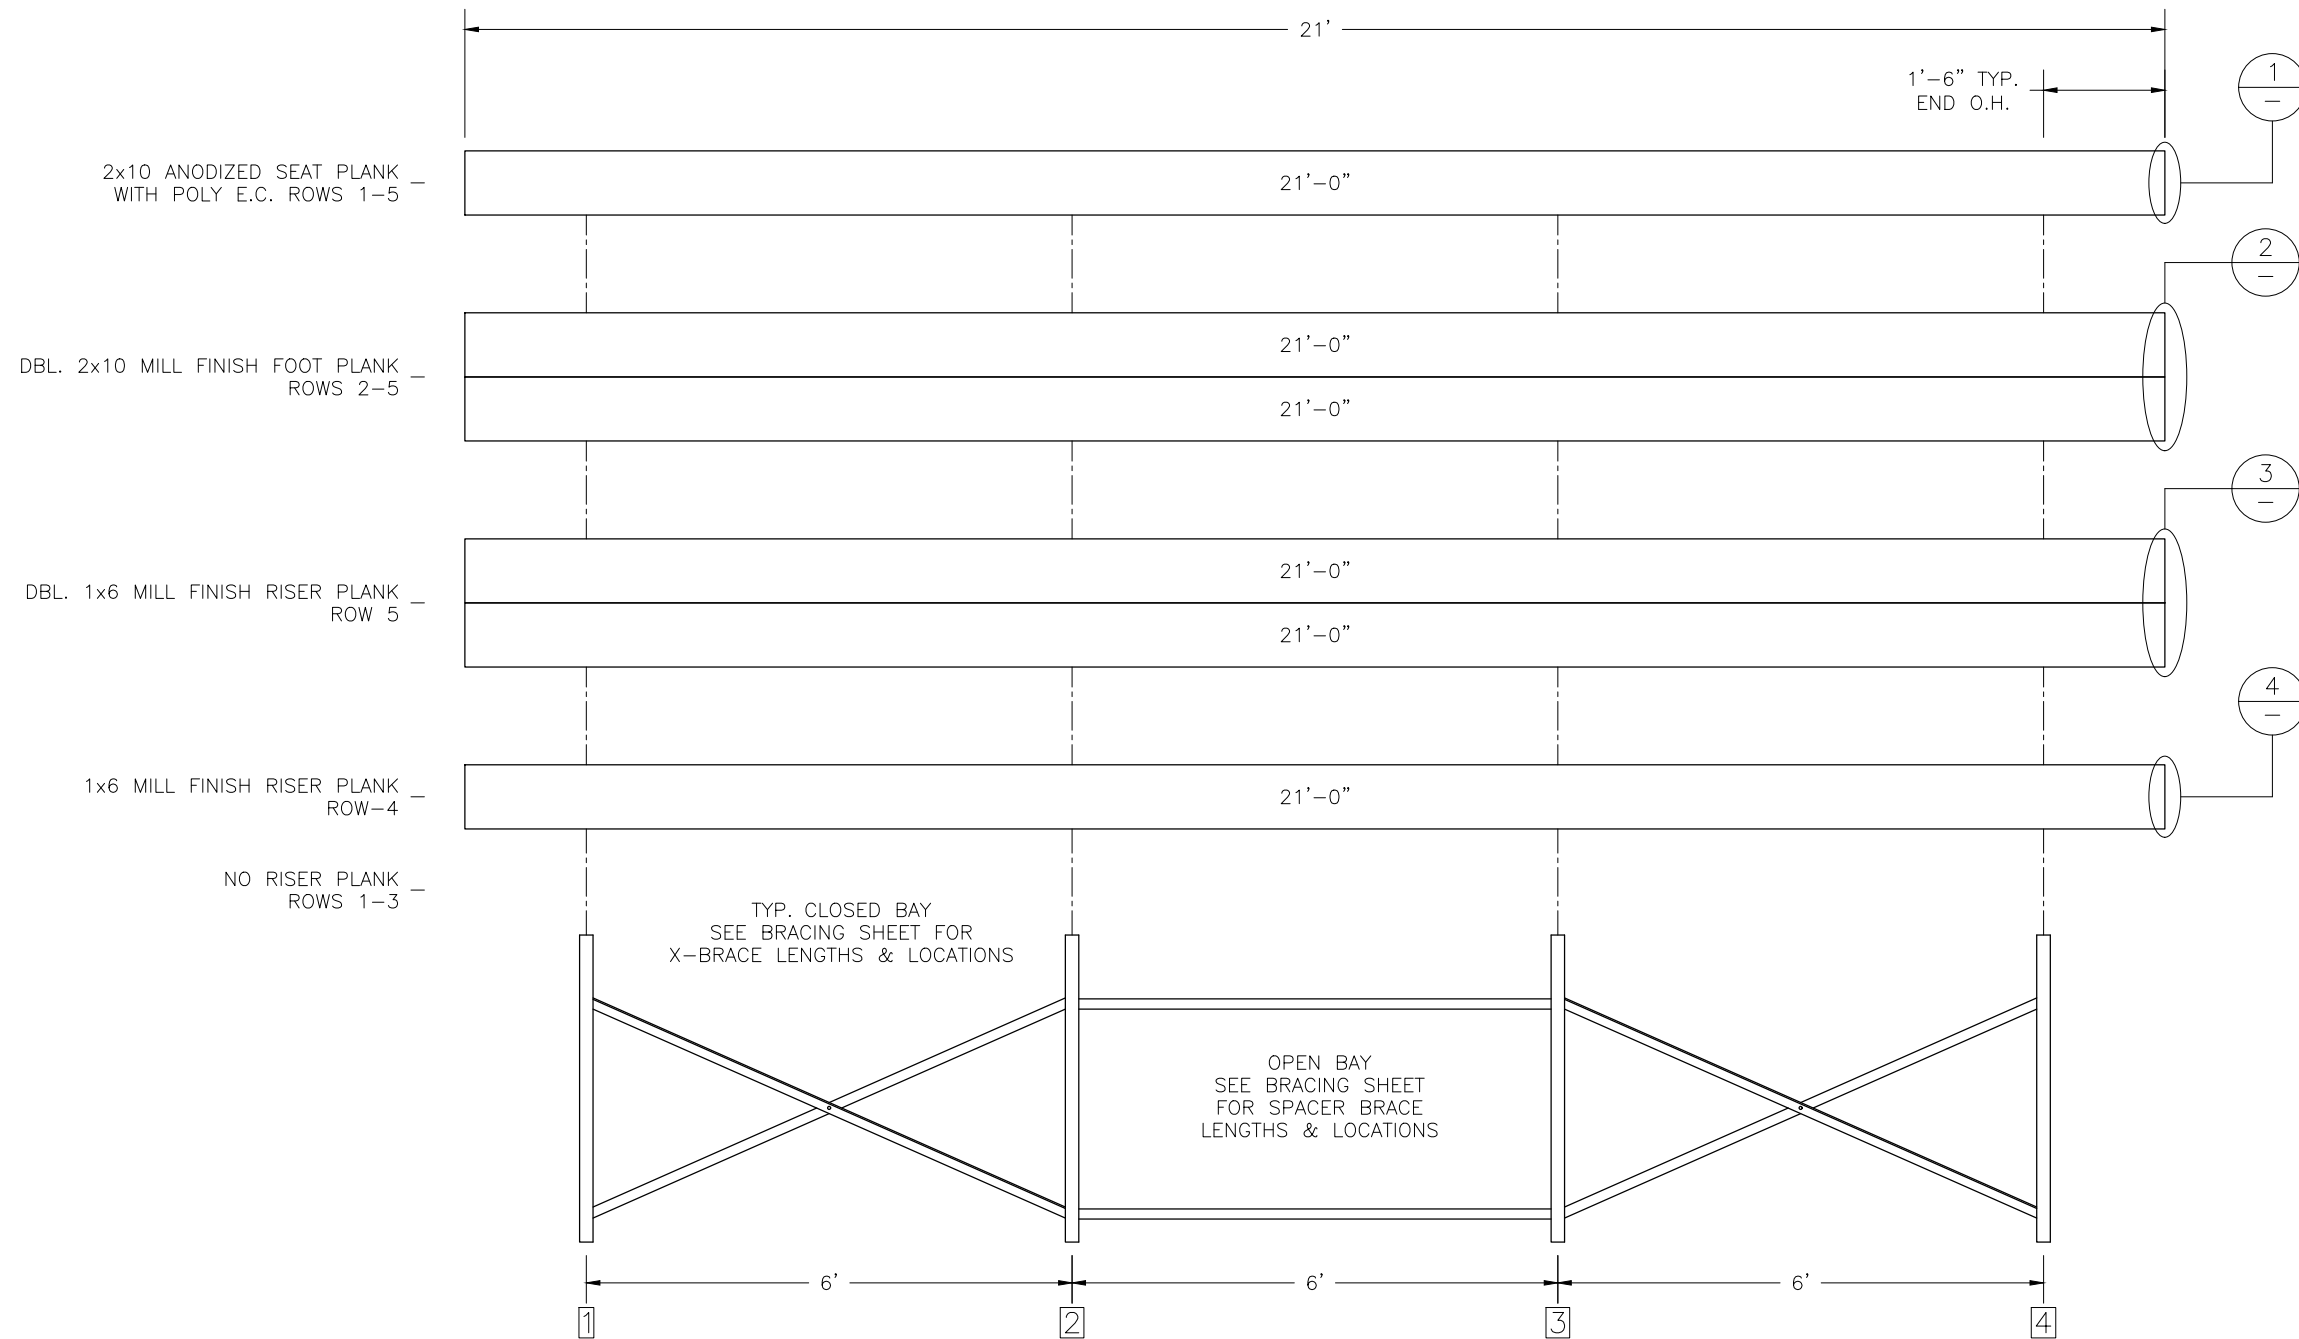 21'
1'-6" TYP.
END O.H.
1
-
2x10 ANODIZED SEAT PLANK
WITH POLY E.C. ROWS 1-5
21'-0"
2
-
DBL. 2x10 MILL FINISH FOOT PLANK
ROWS 2-5
21'-0"
21'-0"
3
-
DBL. 1x6 MILL FINISH RISER PLANK
ROW 5
21'-0"
21'-0"
4
-
1x6 MILL FINISH RISER PLANK
ROW-4
21'-0"
NO RISER PLANK
ROWS 1-3
TYP. CLOSED BAY
SEE BRACING SHEET FOR
X-BRACE LENGTHS & LOCATIONS
OPEN BAY
SEE BRACING SHEET
FOR SPACER BRACE
LENGTHS & LOCATIONS
6'
6'
6'
1
2
3
4